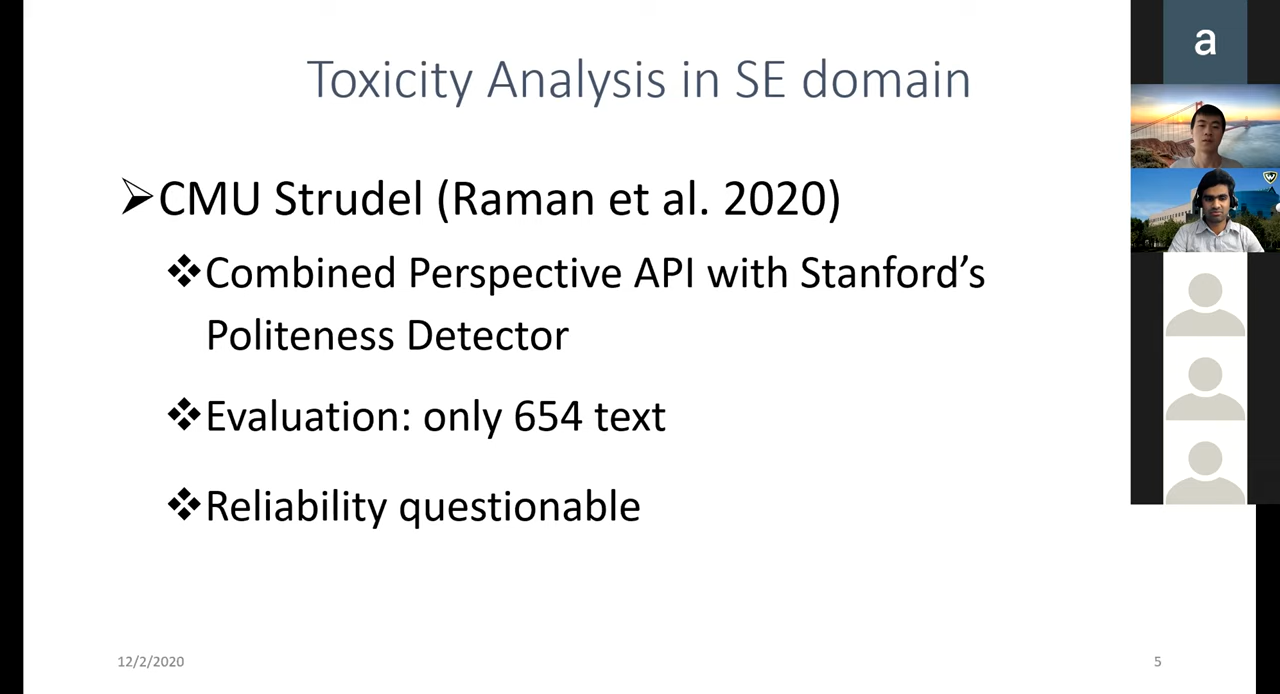 Toxicity Analysis in SE domain
a
CMU Strudel (Raman et al. 2020)
Combined Perspective API with Stanford’s
Politeness Detector
Evaluation: only 654 text
Reliability questionable
12/2/2020
5